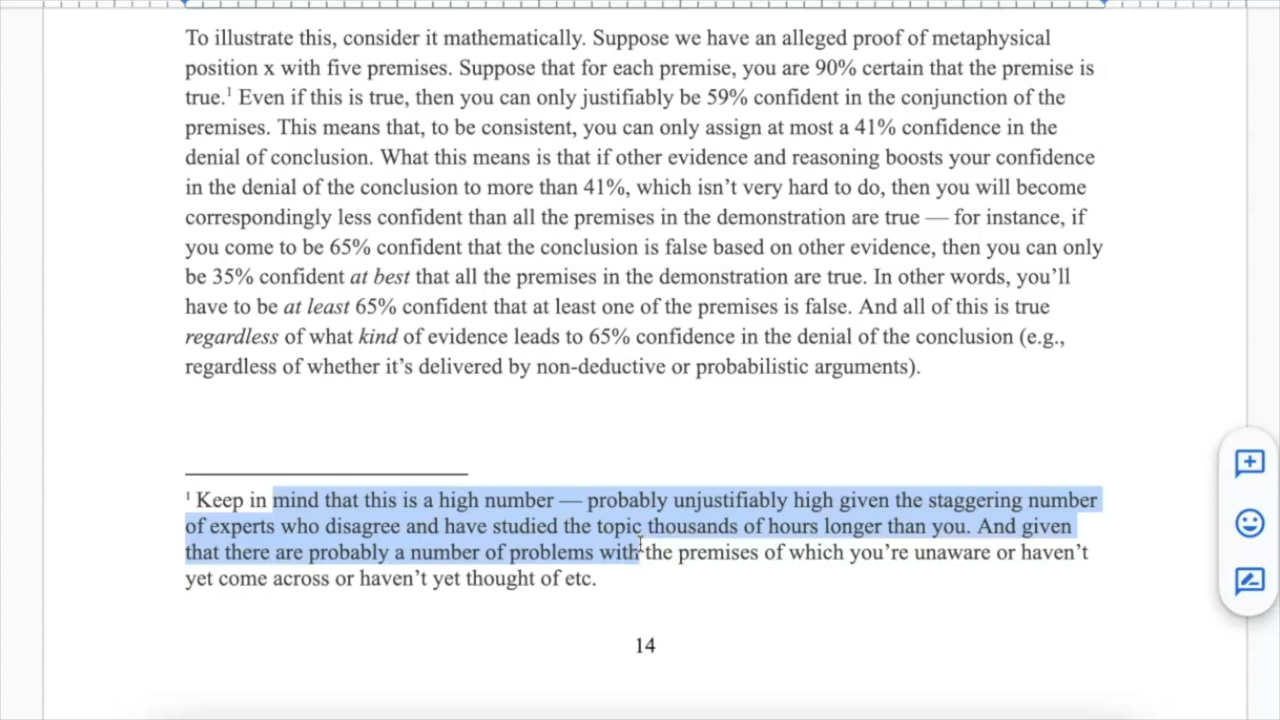 To illustrate this, consider it mathematically. Suppose we have an alleged proof of metaphysical
position x with five premises. Suppose that for each premise, you are 90% certain that the premise is
true.¹ Even if this is true, then you can only justifiably be 59% confident in the conjunction of the
premises. This means that, to be consistent, you can only assign at most a 41% confidence in the
denial of conclusion. What this means is that if other evidence and reasoning boosts your confidence
in the denial of the conclusion to more than 41%, which isn’t very hard to do, then you will become
correspondingly less confident than all the premises in the demonstration are true — for instance, if
you come to be 65% confident that the conclusion is false based on other evidence, then you can only
be 35% confident at best that all the premises in the demonstration are true. In other words, you’ll
have to be at least 65% confident that at least one of the premises is false. And all of this is true
regardless of what kind of evidence leads to 65% confidence in the denial of the conclusion (e.g.,
regardless of whether it’s delivered by non-deductive or probabilistic arguments).
¹ Keep in mind that this is a high number — probably unjustifiably high given the staggering number
of experts who disagree and have studied the topic thousands of hours longer than you. And given
that there are probably a number of problems with the premises of which you’re unaware or haven’t
yet come across or haven’t yet thought of etc.
14